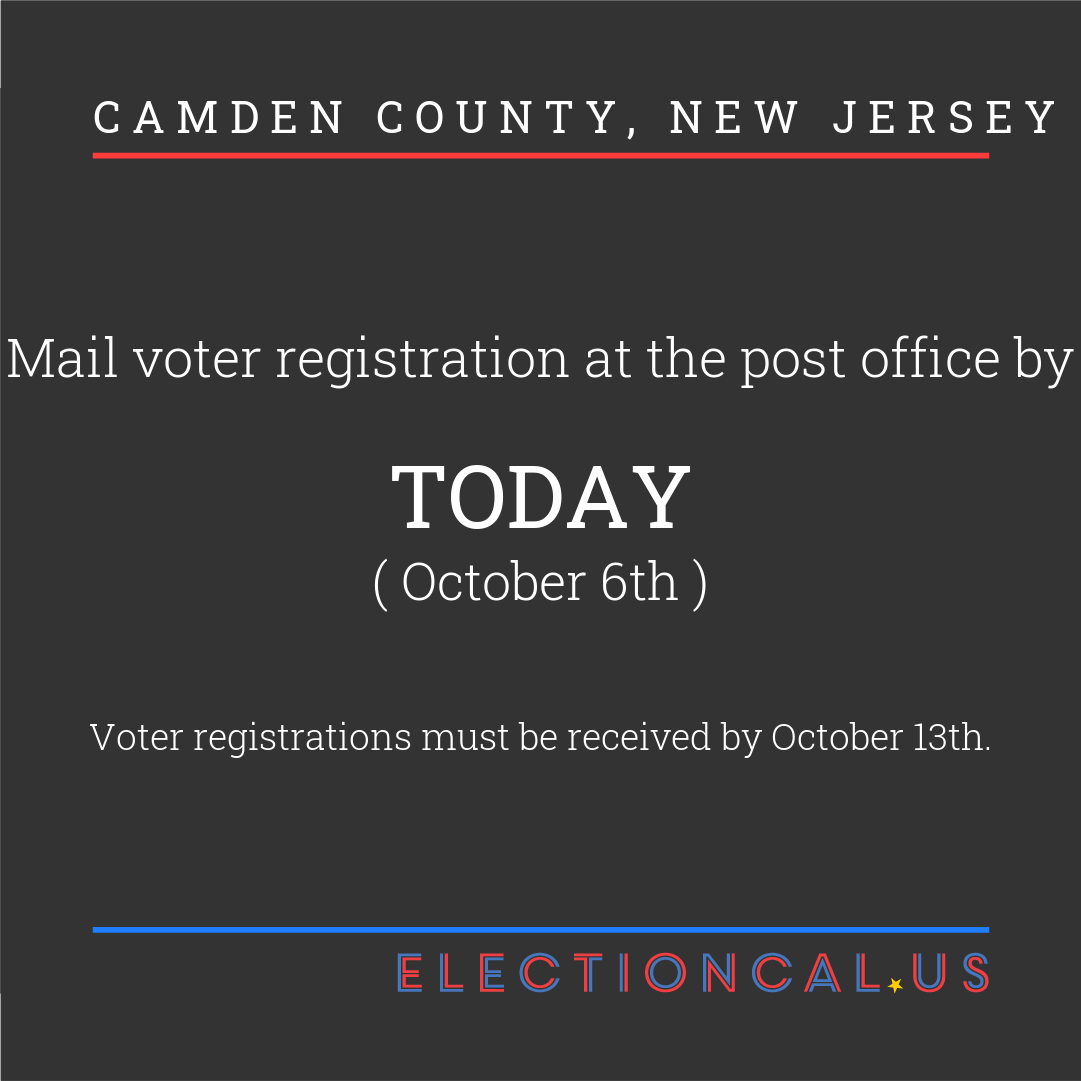 CAMDEN COUNTY, NEW JERSEY
Mail voter registration at the post office by
TODAY
( October 6th )
Voter registrations must be received by October 13th.
ELECTIONCAL.US